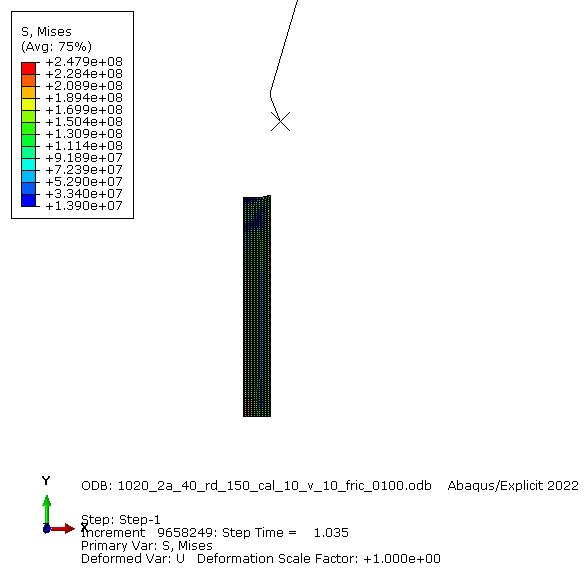 S, Mises
(Avg: 75%)
+2.479e+08
+2.284e+08
+2.089e+08
+1.894e+08
+1.699e+08
+1.504e+08
+1.309e+08
+1.114e+08
+9.189e+07
+7.239e+07
+5.290e+07
+3.340e+07
+1.390e+07
Y
X
ODB: 1020_2a_40_rd_150_cal_10_v_10_fric_0100.odb Abaqus/Explicit 2022
Step: Step-1
Increment 9658249: Step Time = 1.035
Primary Var: S, Mises
Deformed Var: U Deformation Scale Factor: +1.000e+00